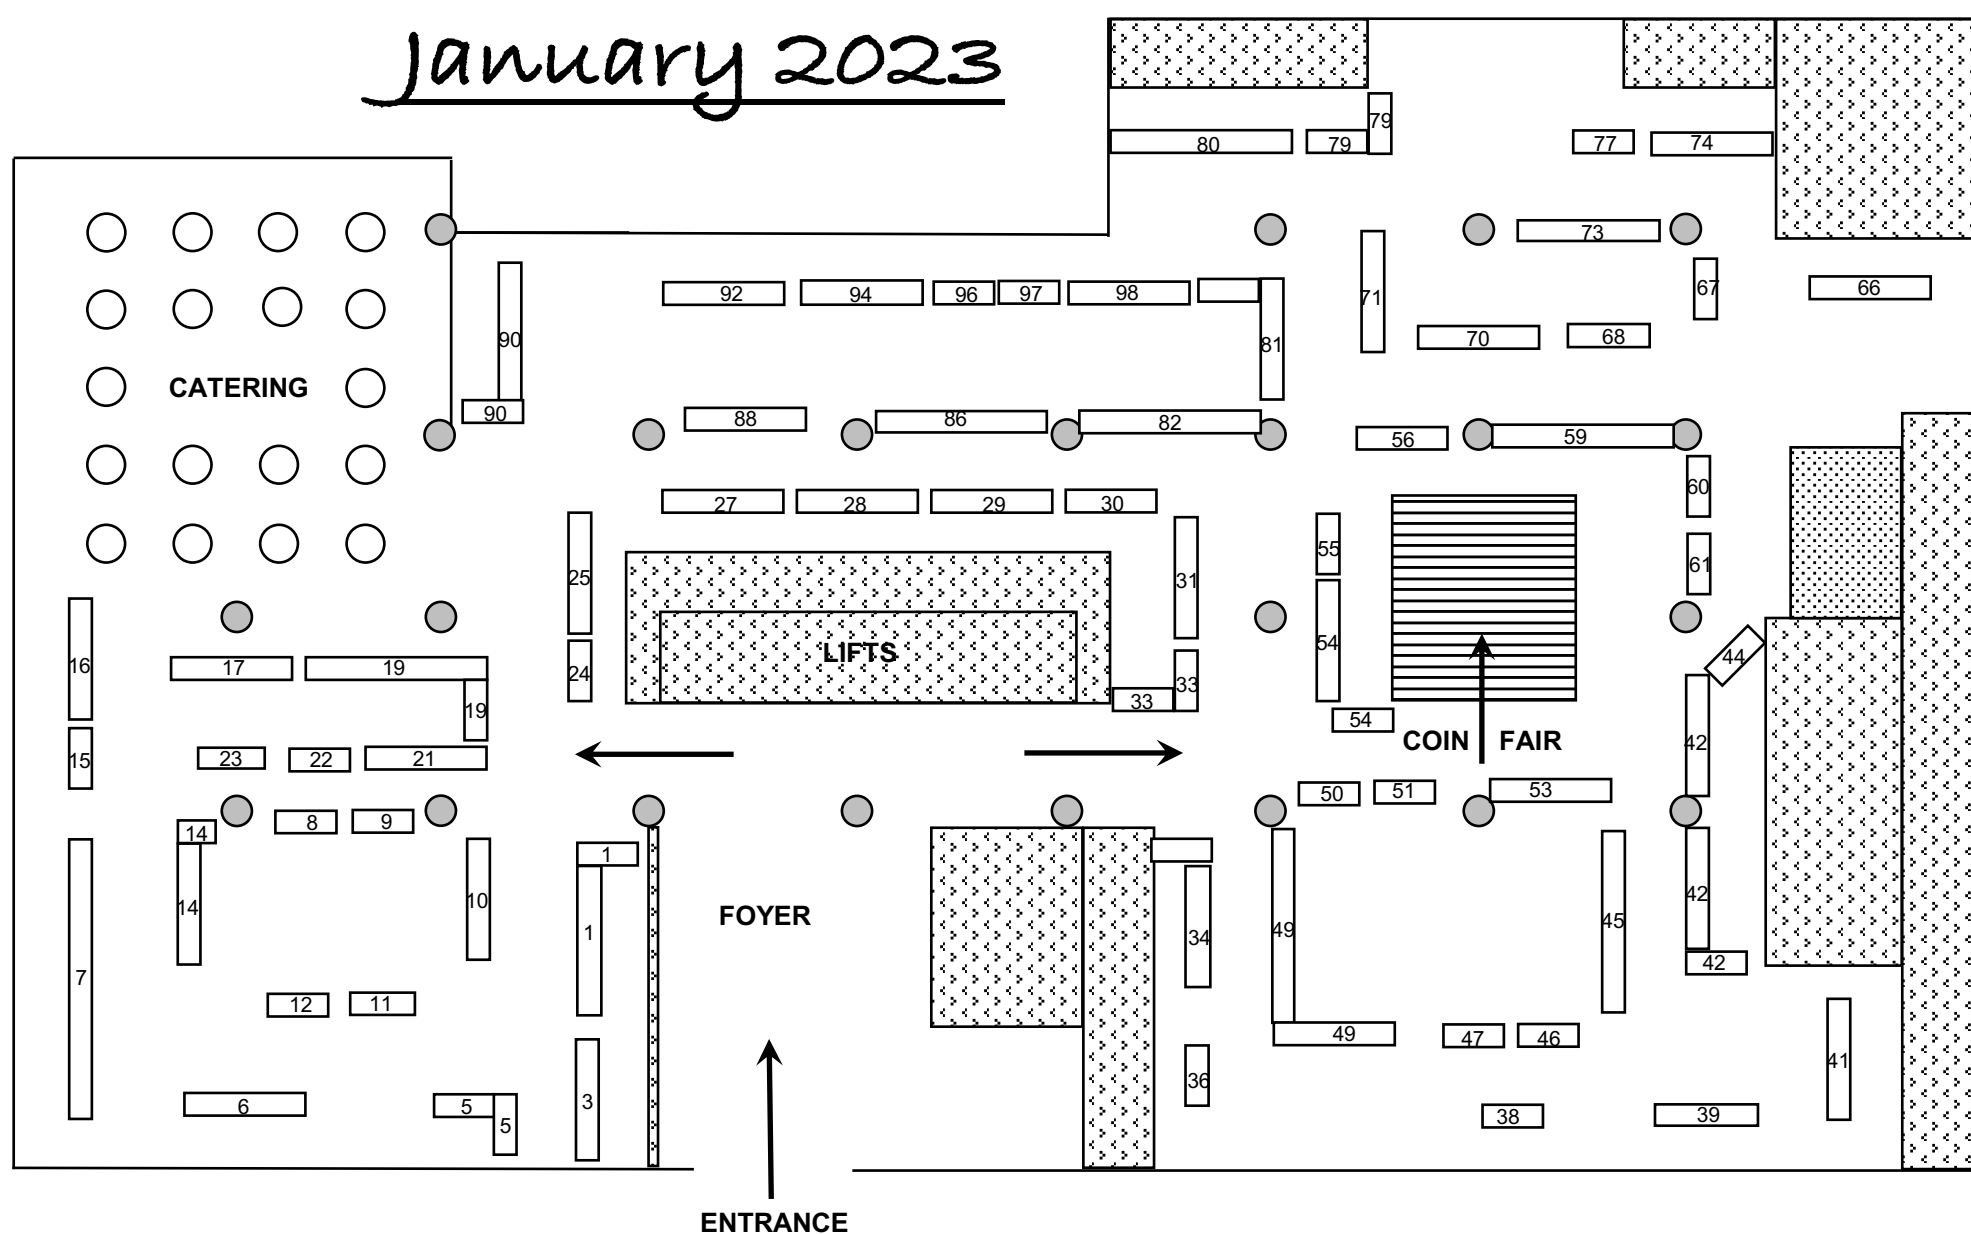 January 2023
79
80 79 77 74
73
92 94 96 97 98 71 67 66
90 81 70 68
CATERING
90 88 86 82 56 59
27 28 29 30 60
25 31 55 61
16 17 19 24 LIFTS 33 54 44
19 33 54
15 23 22 21 COIN FAIR 42
14 8 9 50 51 53
1
14 10 1 FOYER 34 49 45 42
7 42
12 11 49 47 46
6 5 3 36 41
5 38 39
ENTRANCE